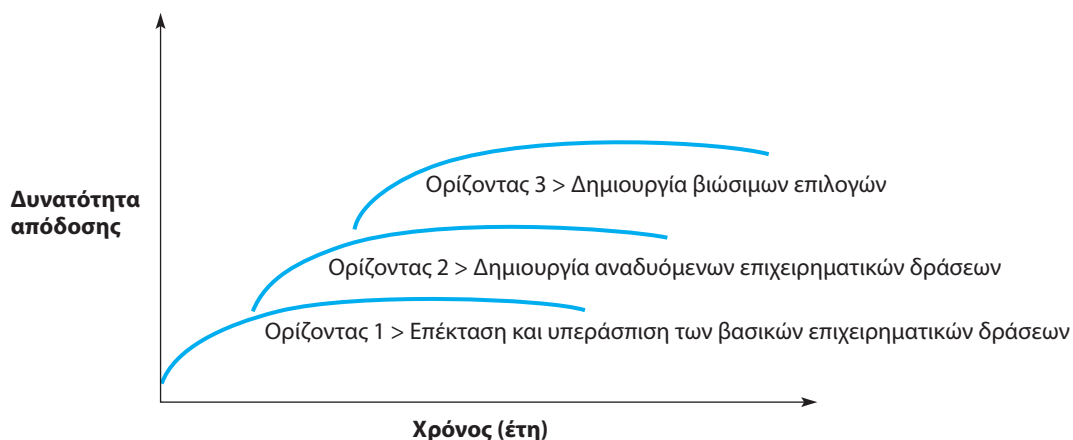 Δυνατότητα
απόδοσης
Ορίζοντας 3 > Δημιουργία βιώσιμων επιλογών
Ορίζοντας 2 > Δημιουργία αναδυόμενων επιχειρηματικών δράσεων
Ορίζοντας 1 > Επέκταση και υπεράσπιση των βασικών επιχειρηματικών δράσεων
Χρόνος (έτη)